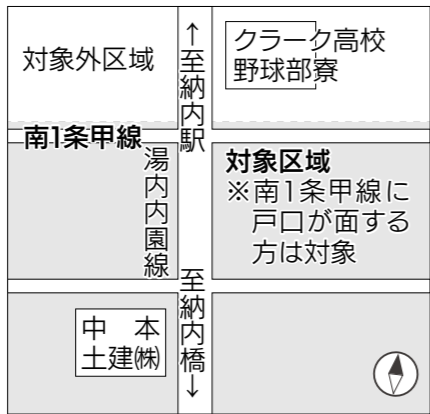 対象外区域
↑至納内駅
クラーク高校
野球部寮
南1条甲線
湯内内園線
対象区域
※南1条甲線に
戸口が面する
方は対象
至納内橋↓
中 本
土建㈱